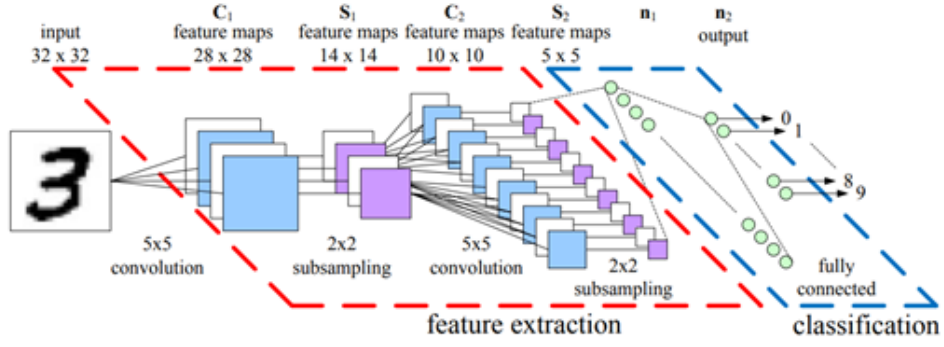 C1
S1
C2
S2
n1
n2
input
feature maps
feature maps
feature maps
feature maps
output
32 x 32
28 x 28
14 x 14
10 x 10
5 x 5
0
1
8
9
3
5x5
convolution
2x2
subsampling
5x5
convolution
2x2
subsampling
fully
connected
feature extraction
classification